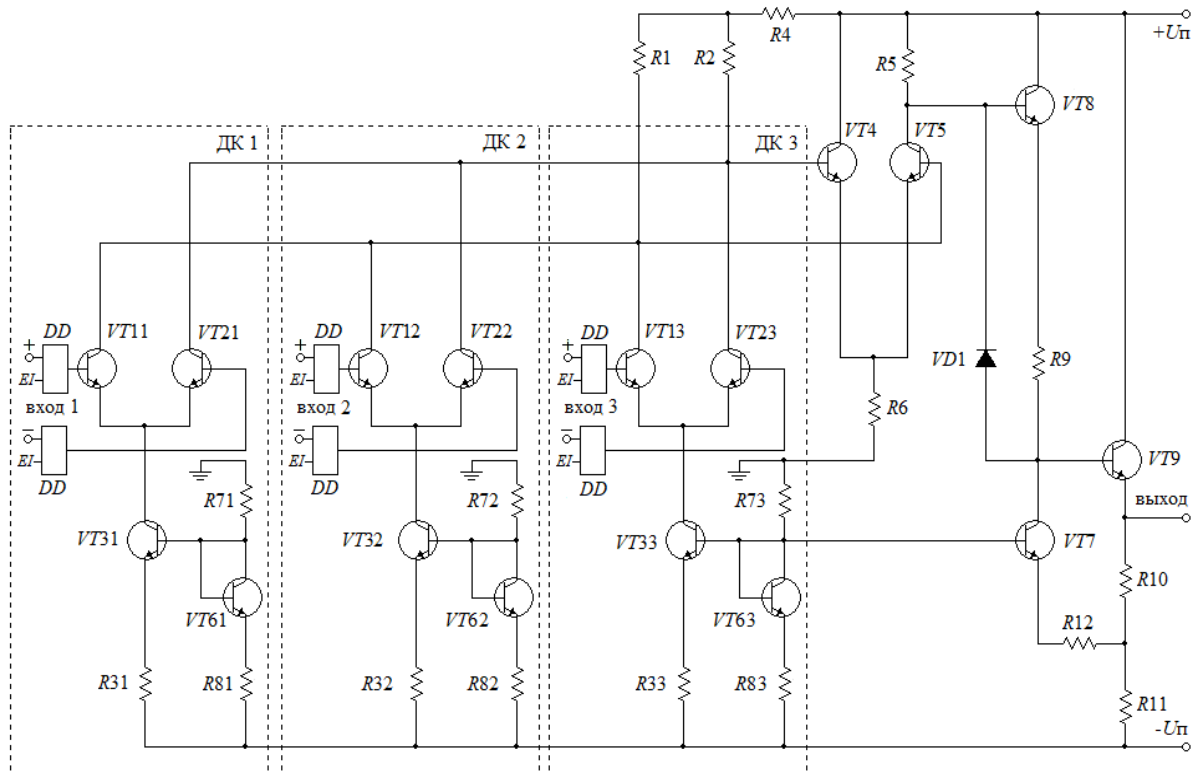 R4
+Uп
R1
R2
R5
VT8
ДК 1
ДК 2
ДК 3
VT4
VT5
DD
VT11
VT21
DD
VT12
VT22
DD
VT13
VT23
+
EI
+
EI
+
EI
VD1
R9
вход 1
вход 2
вход 3
R6
–
EI
DD
–
EI
DD
–
EI
DD
VT9
R71
R72
R73
выход
VT31
VT32
VT33
VT7
R10
VT61
VT62
VT63
R12
R31
R81
R32
R82
R33
R83
R11
-Uп